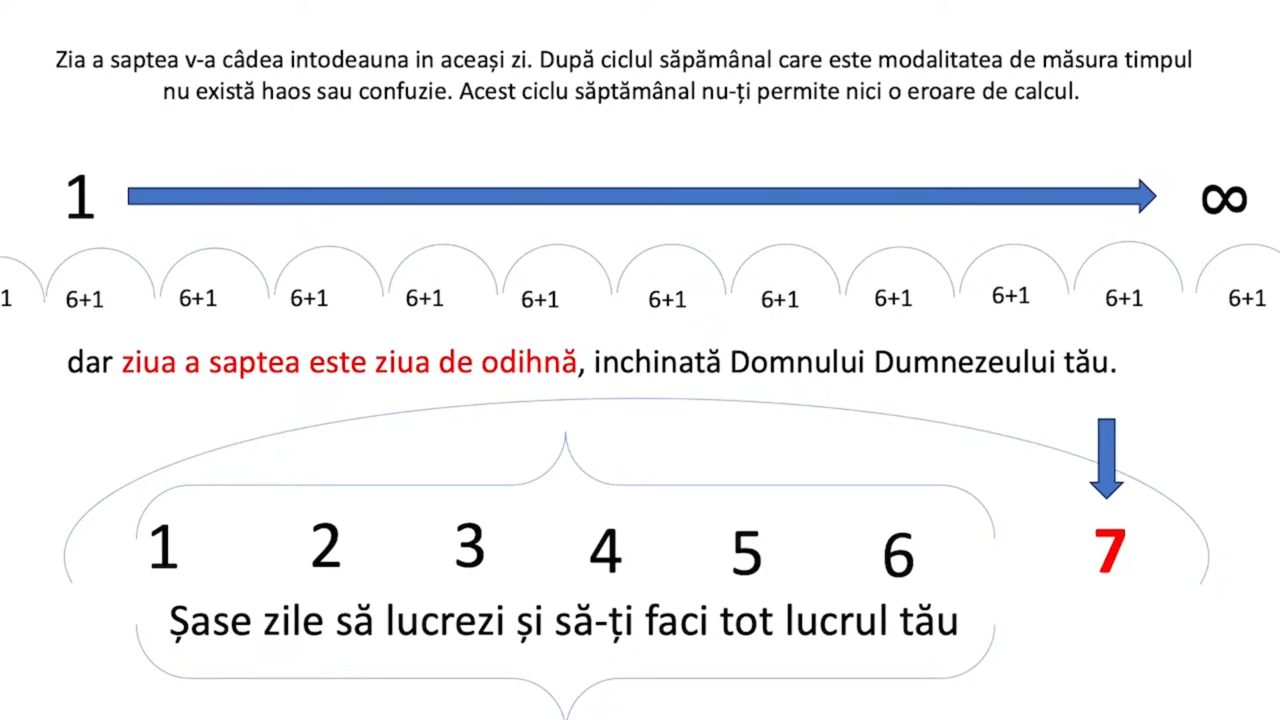 Zia a saptea v-a câdea intodeauna in aceași zi. După ciclul săpămânal care este modalitatea de măsura timpul
nu există haos sau confuzie. Acest ciclu săptămânal nu-ți permite nici o eroare de calcul.
1 ∞
1 6+1 6+1 6+1 6+1 6+1 6+1 6+1 6+1 6+1 6+1 6+1
dar ziua a saptea este ziua de odihnă, inchinată Domnului Dumnezeului tău.
1 2 3 4 5 6 7
Șase zile să lucrezi și să-ți faci tot lucrul tău